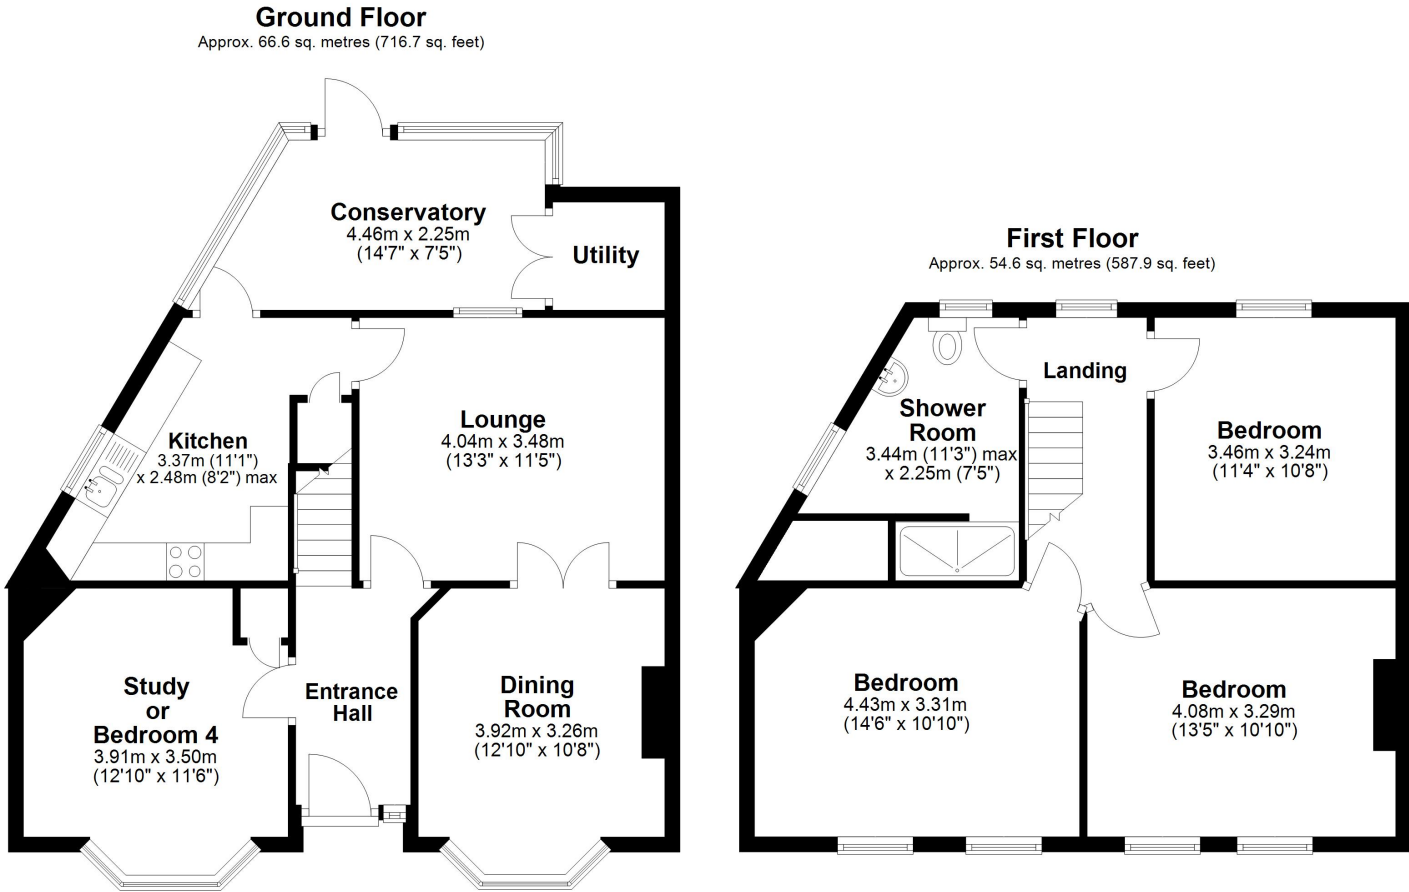 Ground Floor
Approx. 66.6 sq. metres (716.7 sq. feet)
Conservatory
4.46m x 2.25m
(14'7" x 7'5")
Utility
Lounge
4.04m x 3.48m
(13'3" x 11'5")
Kitchen
3.37m (11'1")
x 2.48m (8'2") max
Study
or
Bedroom 4
3.91m x 3.50m
(12'10" x 11'6")
Entrance
Hall
Dining
Room
3.92m x 3.26m
(12'10" x 10'8")
First Floor
Approx. 54.6 sq. metres (587.9 sq. feet)
Landing
Shower
Room
3.44m (11'3") max
x 2.25m (7'5")
Bedroom
3.46m x 3.24m
(11'4" x 10'8")
Bedroom
4.43m x 3.31m
(14'6" x 10'10")
Bedroom
4.08m x 3.29m
(13'5" x 10'10")